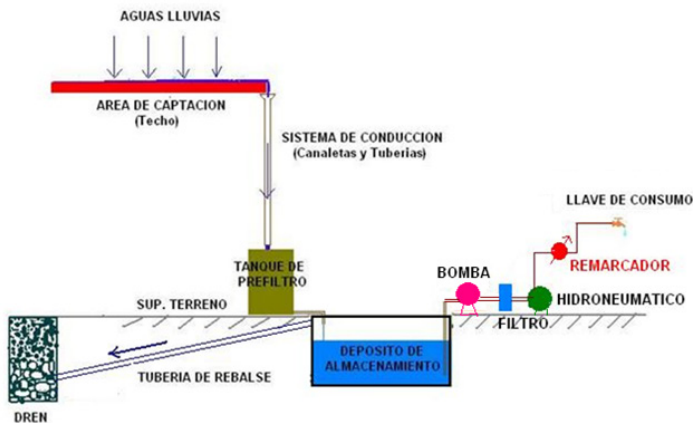 AGUAS LLUVIAS
AREA DE CAPTACION
(Techo)
SISTEMA DE CONDUCCION
(Canaletas y Tuberias)
LLAVE DE CONSUMO
TANQUE DE
PREFILTRO
BOMBA
REMARCADOR
SUP. TERRENO
HIDRONEUMATICO
FILTRO
DEPOSITO DE
ALMACENAMIENTO
TUBERIA DE REBALSE
DREN